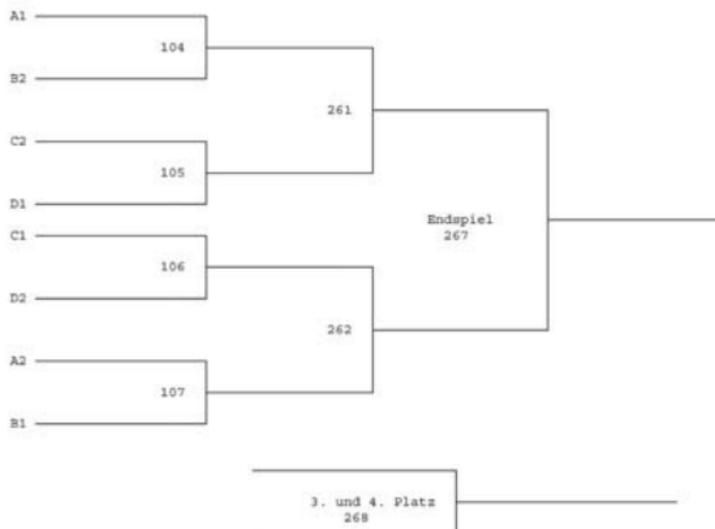 A1
104
B2
261
C2
105
D1
Endspiel
267
C1
106
D2
262
A2
107
B1
3. und 4. Platz
268